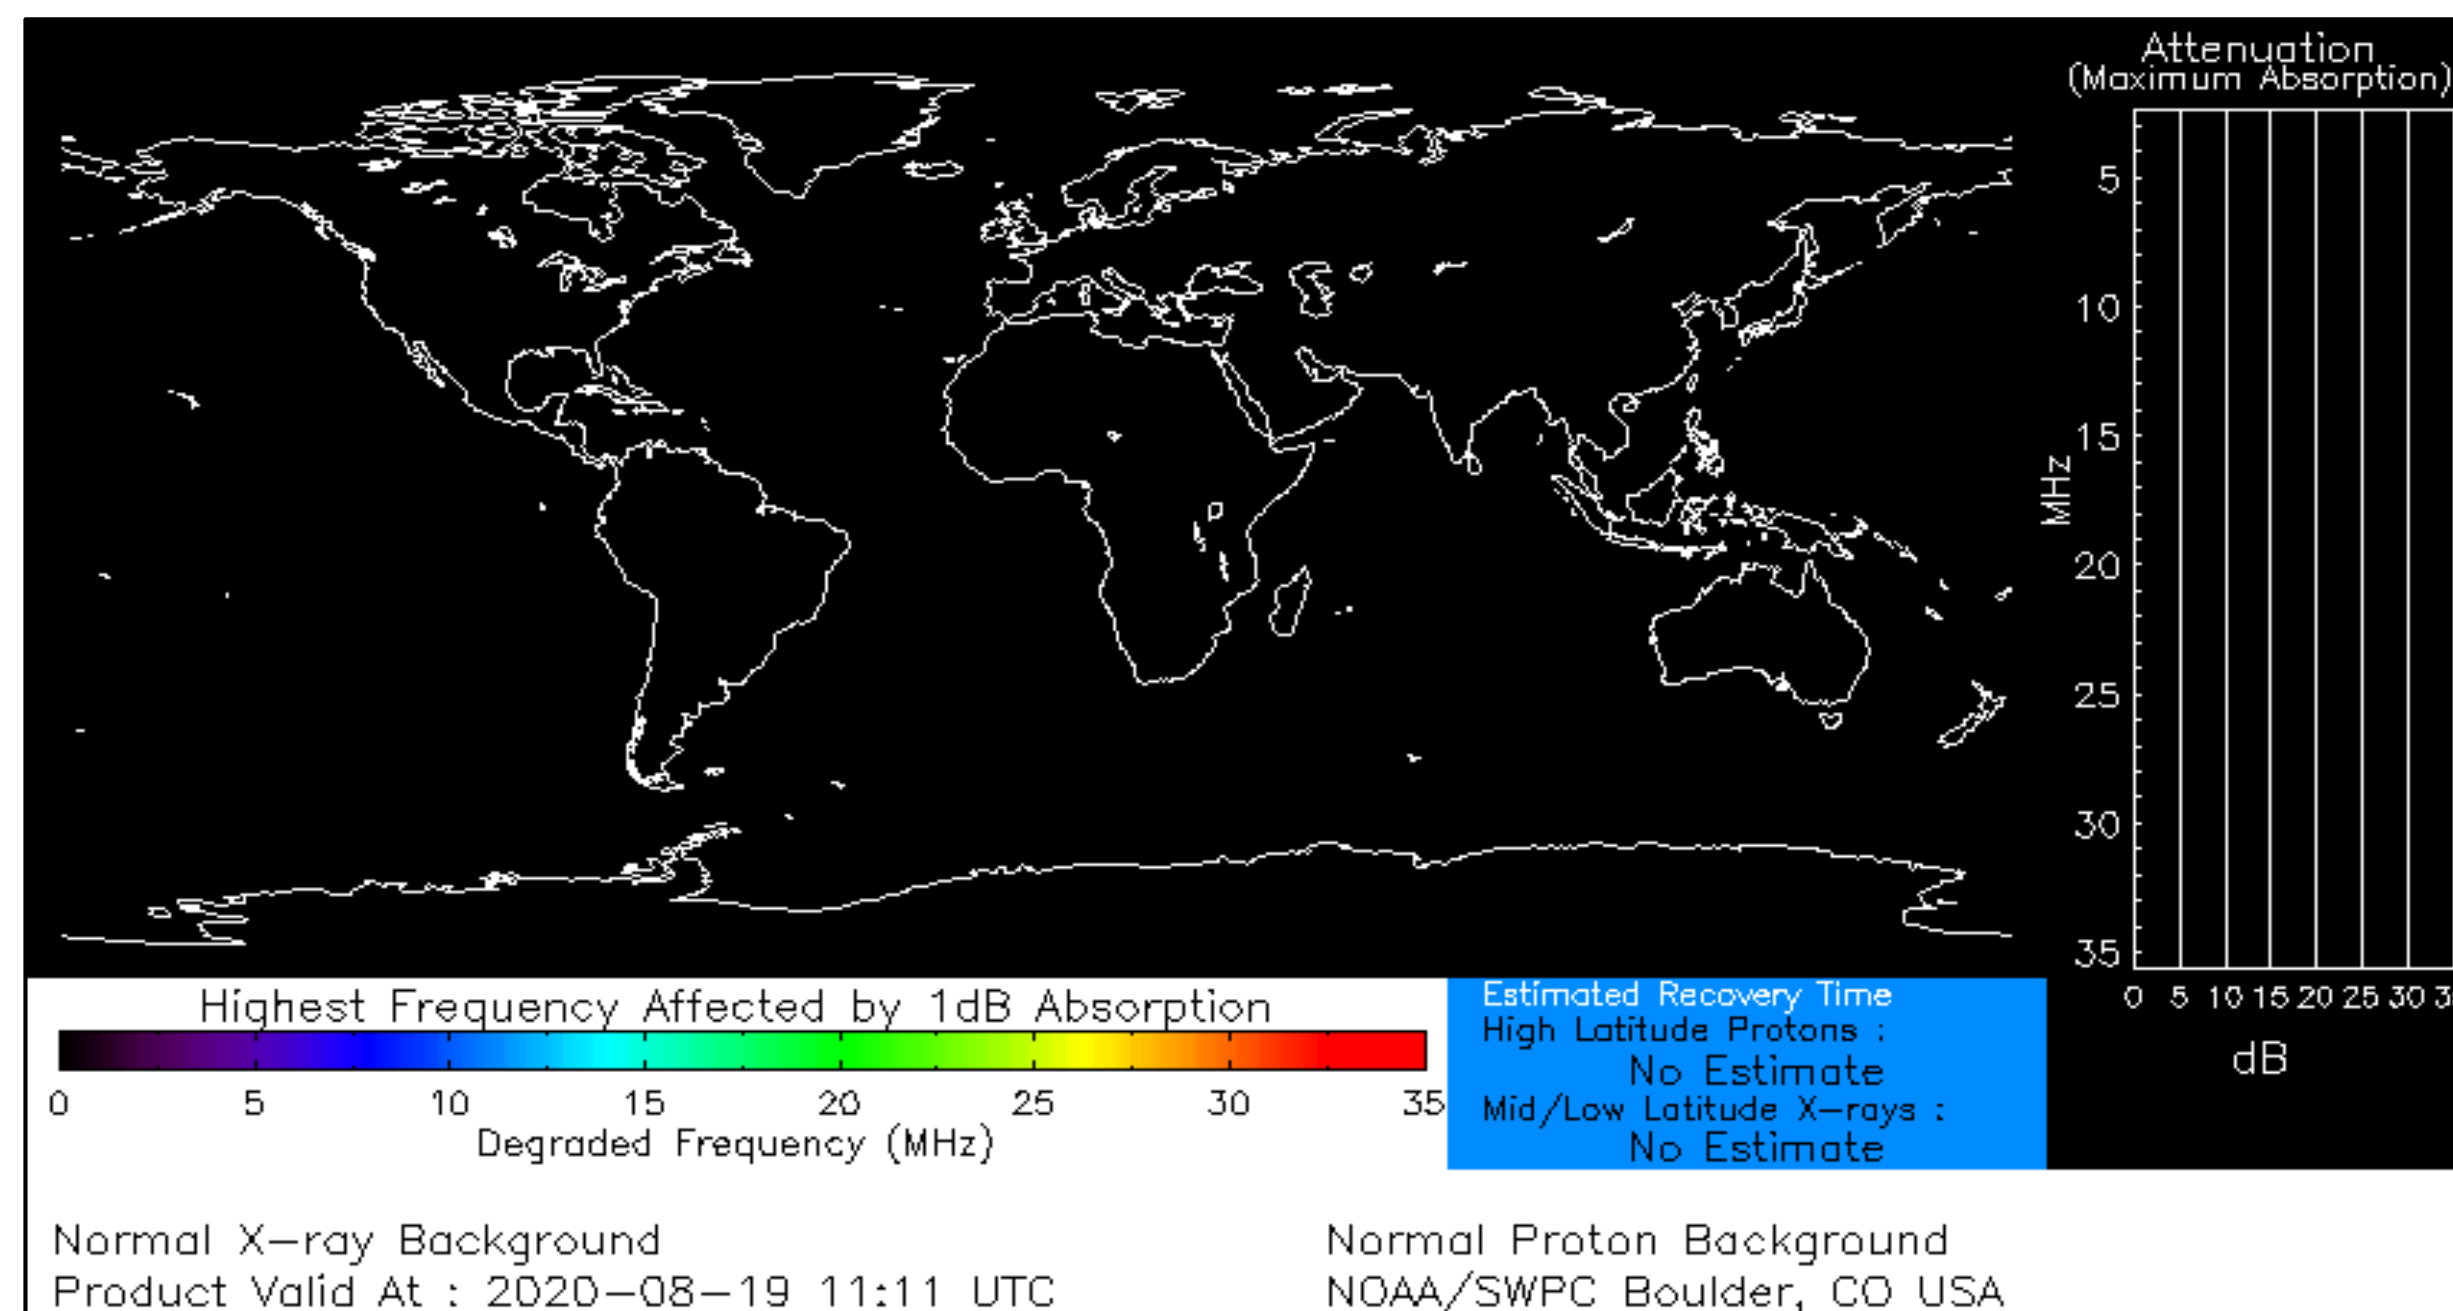 Attenuation
(Maximum Absorption)
5
10
15
20
25
30
35
MHz
0 5 10 15 20 25 30
dB
Highest Frequency Affected by 1dB Absorption
0 5 10 15 20 25 30 35
Degraded Frequency (MHz)
Estimated Recovery Time
High Latitude Protons :
No Estimate
Mid/Low Latitude X-rays :
No Estimate
Normal X-ray Background
Product Valid At : 2020-08-19 11:11 UTC
Normal Proton Background
NOAA/SWPC Boulder, CO USA